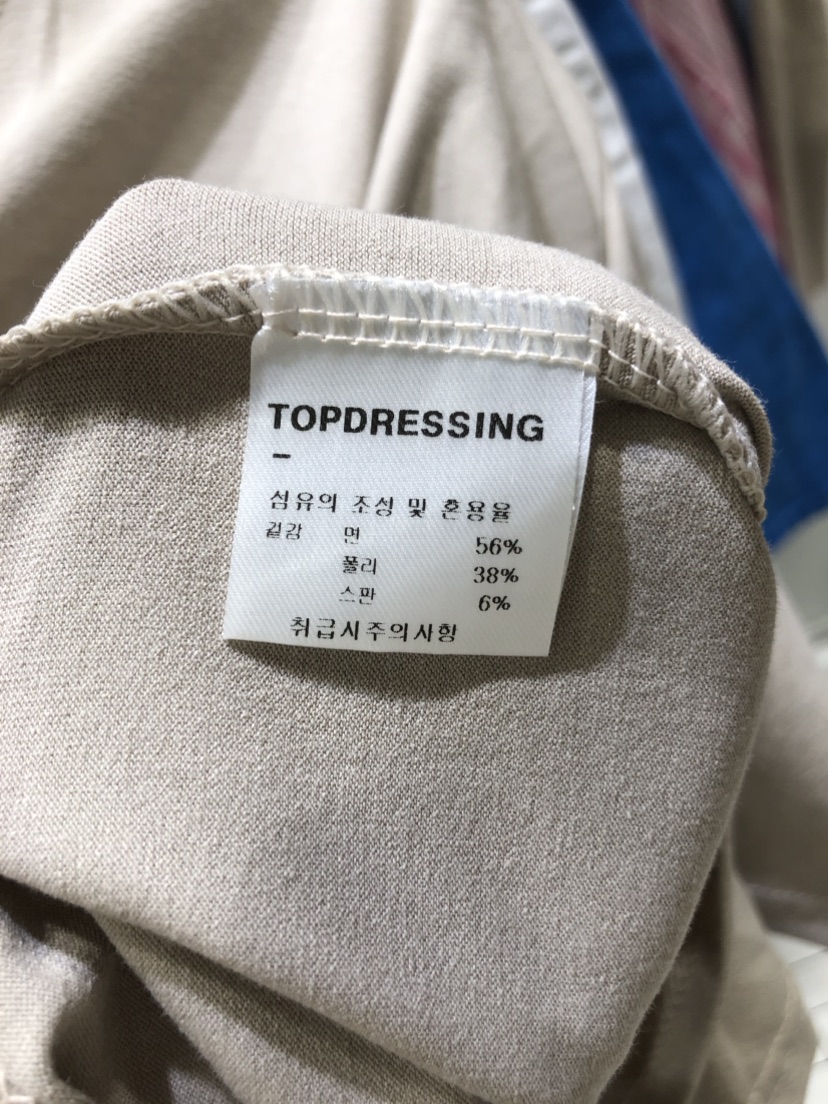 TOPDRESSING
–
섬유의 조성 및 혼용율
겉감 면 56%
폴리 38%
스판 6%
취급시주의사항